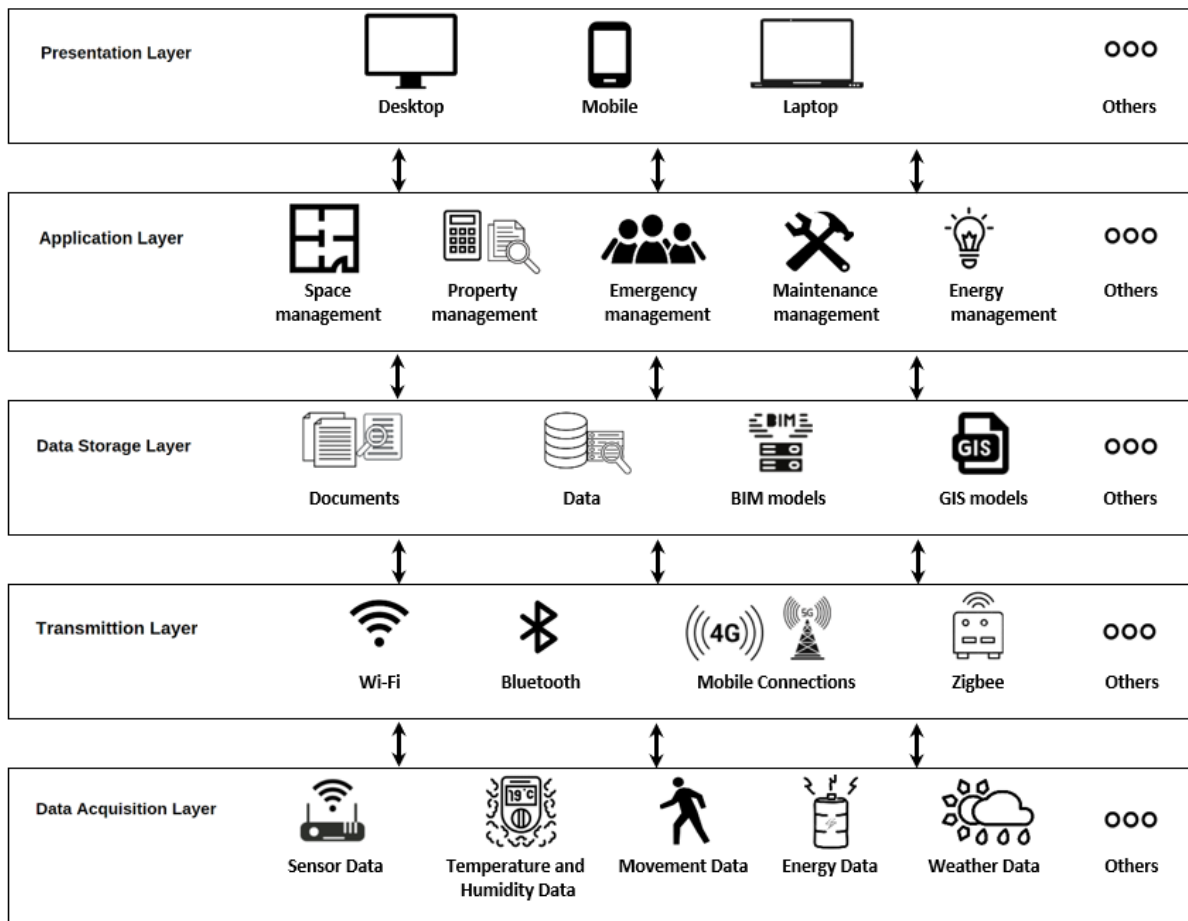 Presentation Layer
Desktop
Mobile
Laptop
Others
Application Layer
Space
management
Property
management
Emergency
management
Maintenance
management
Energy
management
Others
Data Storage Layer
BIM
GIS
Documents
Data
BIM models
GIS models
Others
Transmittion Layer
4G
5G
Wi-Fi
Bluetooth
Mobile Connections
Zigbee
Others
Data Acquisition Layer
19°C
Sensor Data
Temperature and
Humidity Data
Movement Data
Energy Data
Weather Data
Others